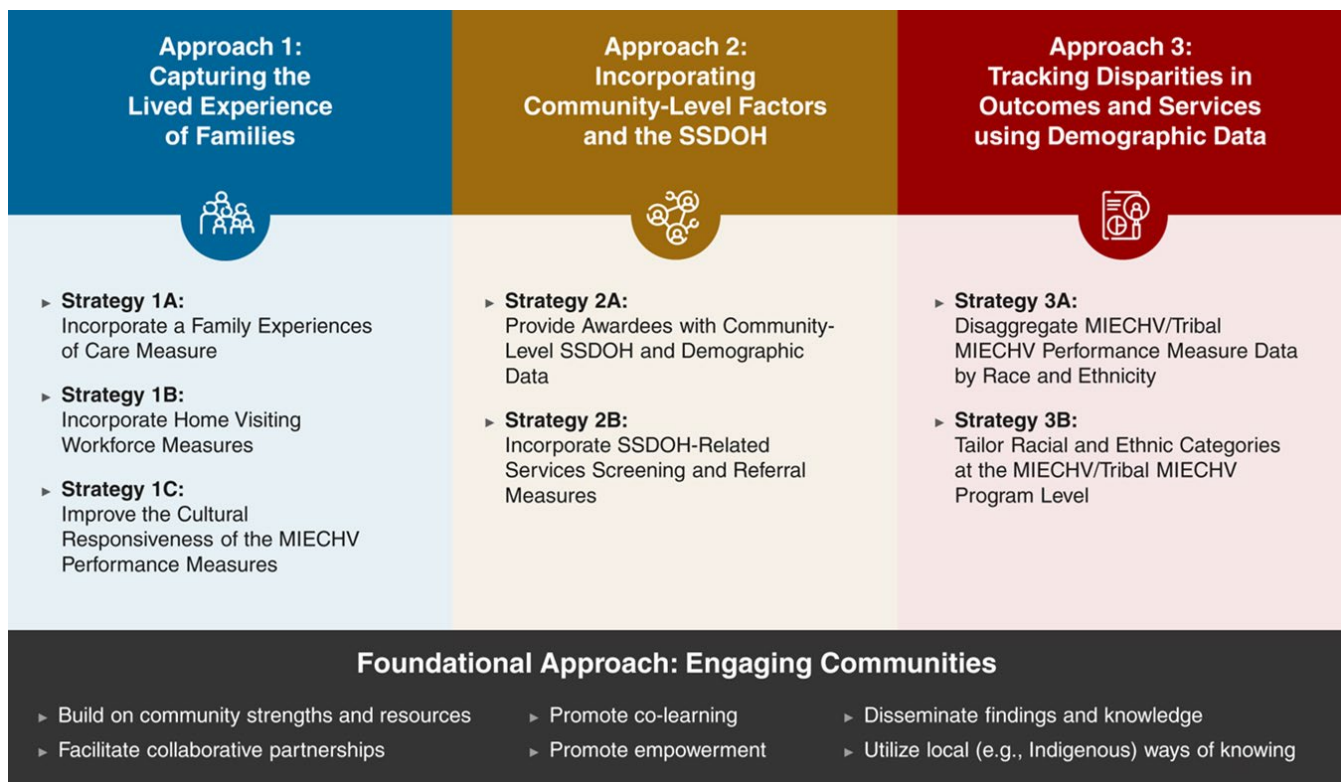 Approach 1:
Capturing the
Lived Experience
of Families
Approach 2:
Incorporating
Community-Level Factors
and the SSDOH
Approach 3:
Tracking Disparities in
Outcomes and Services
using Demographic Data
▸ Strategy 1A:
Incorporate a Family Experiences
of Care Measure
▸ Strategy 1B:
Incorporate Home Visiting
Workforce Measures
▸ Strategy 1C:
Improve the Cultural
Responsiveness of the MIECHV
Performance Measures
▸ Strategy 2A:
Provide Awardees with Community-
Level SSDOH and Demographic
Data
▸ Strategy 2B:
Incorporate SSDOH-Related
Services Screening and Referral
Measures
▸ Strategy 3A:
Disaggregate MIECHV/Tribal
MIECHV Performance Measure Data
by Race and Ethnicity
▸ Strategy 3B:
Tailor Racial and Ethnic Categories
at the MIECHV/Tribal MIECHV
Program Level
Foundational Approach: Engaging Communities
▸ Build on community strengths and resources
▸ Facilitate collaborative partnerships
▸ Promote co-learning
▸ Promote empowerment
▸ Disseminate findings and knowledge
▸ Utilize local (e.g., Indigenous) ways of knowing